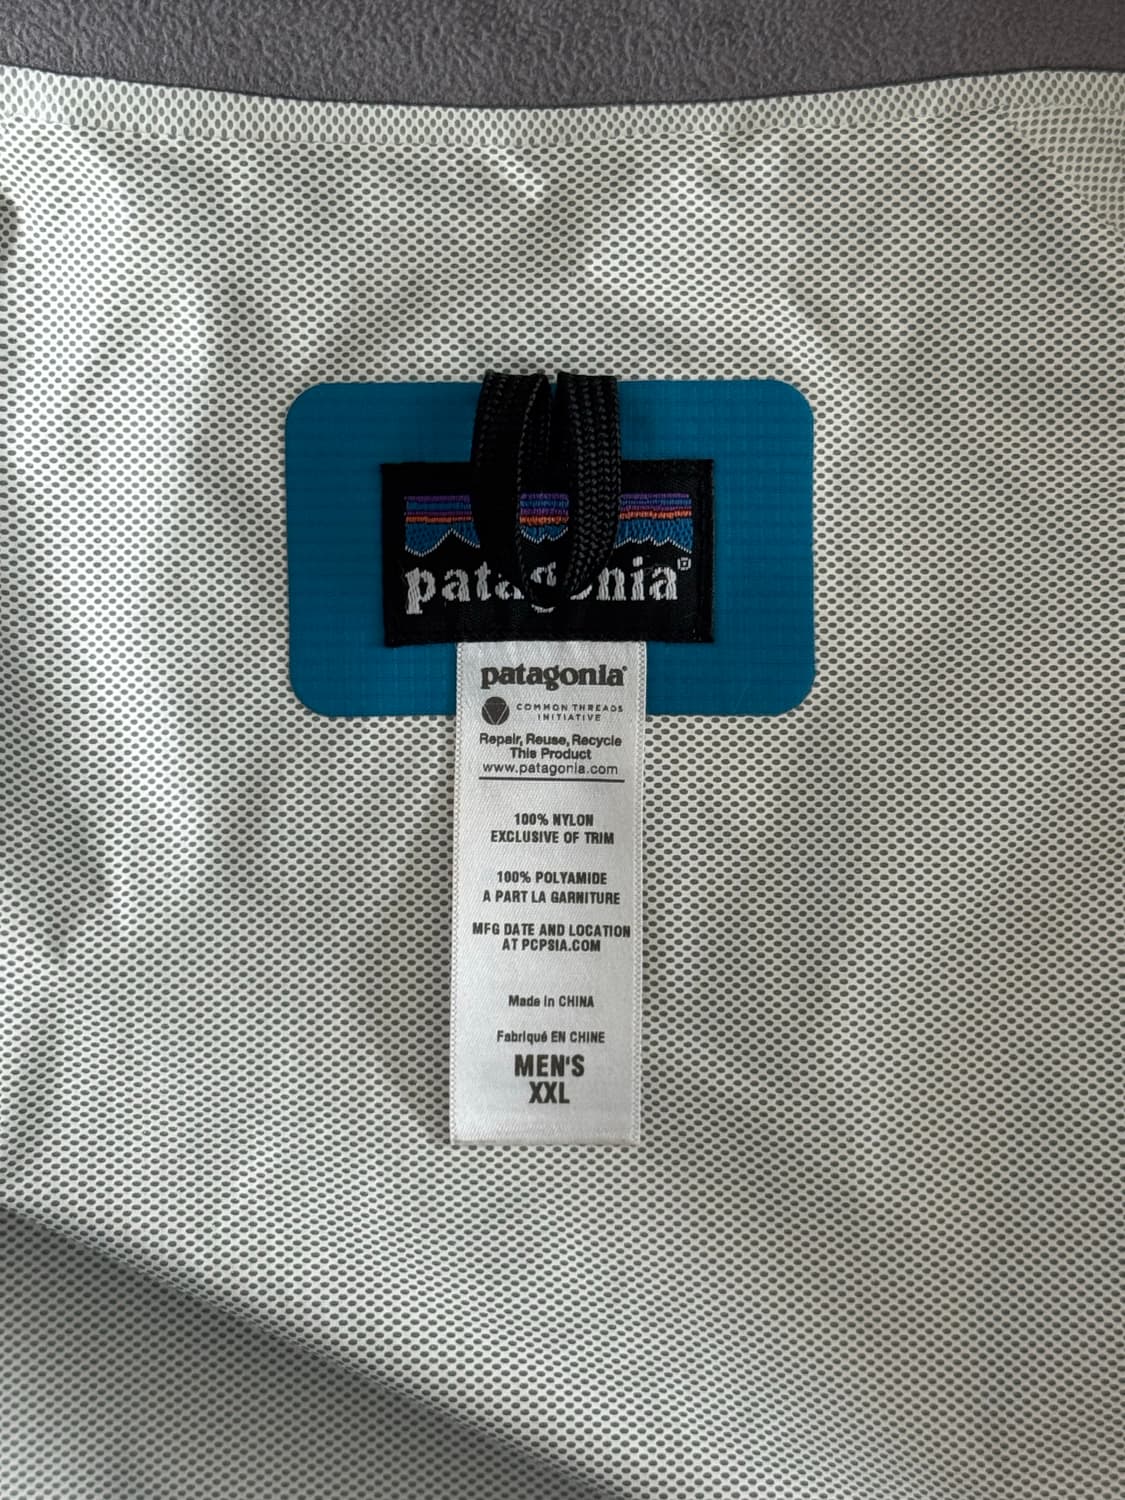 patagonia®
patagonia®
COMMON THREADS
INITIATIVE
Repair, Reuse, Recycle
This Product
www.patagonia.com
100% NYLON
EXCLUSIVE OF TRIM
100% POLYAMIDE
A PART LA GARNITURE
MFG DATE AND LOCATION
AT PCPSIA.COM
Made in CHINA
Fabriqué EN CHINE
MEN'S
XXL